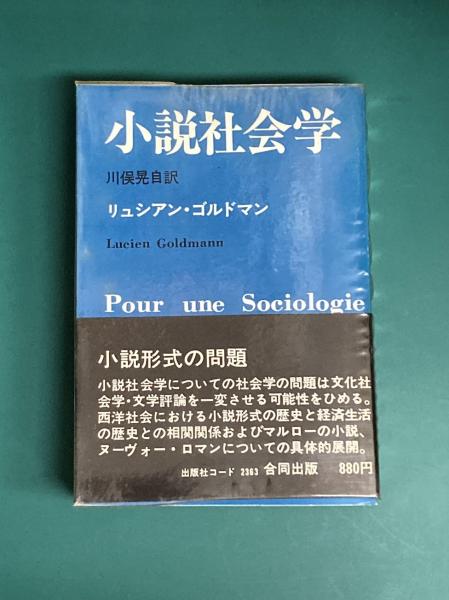 小説社会学
川俣晃自訳
リュシアン・ゴルドマン
Lucien Goldmann
Pour une Sociologie
小説形式の問題
小説社会学についての社会学の問題は文化社
会学・文学評論を一変させる可能性をひめる。
西洋社会における小説形式の歴史と経済生活
の歴史との相関関係およびマルローの小説、
ヌーヴォー・ロマンについての具体的展開。
出版社コード 2363 合同出版 880円